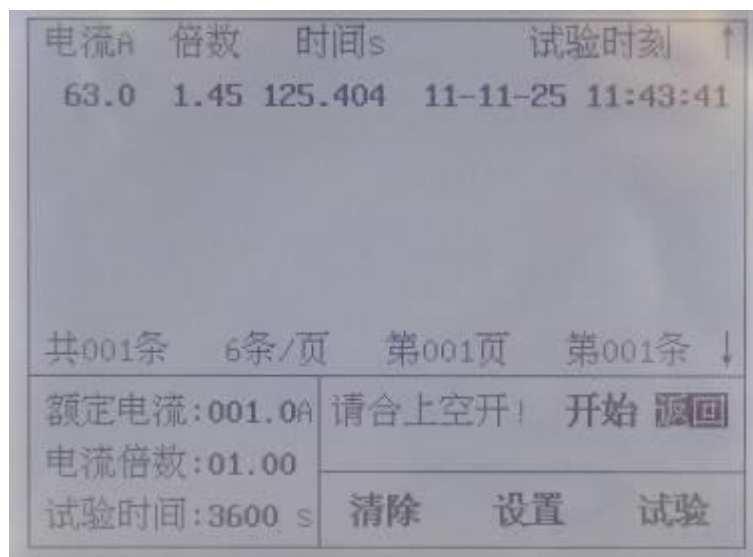 电流A 倍数 时间s 试验时刻 ↑
63.0 1.45 125.404 11-11-25 11:43:41
共001条 6条/页 第001页 第001条 ↓
额定电流:001.0A 请合上空开! 开始 返回
电流倍数:01.00
试验时间:3600 s 清除 设置 试验